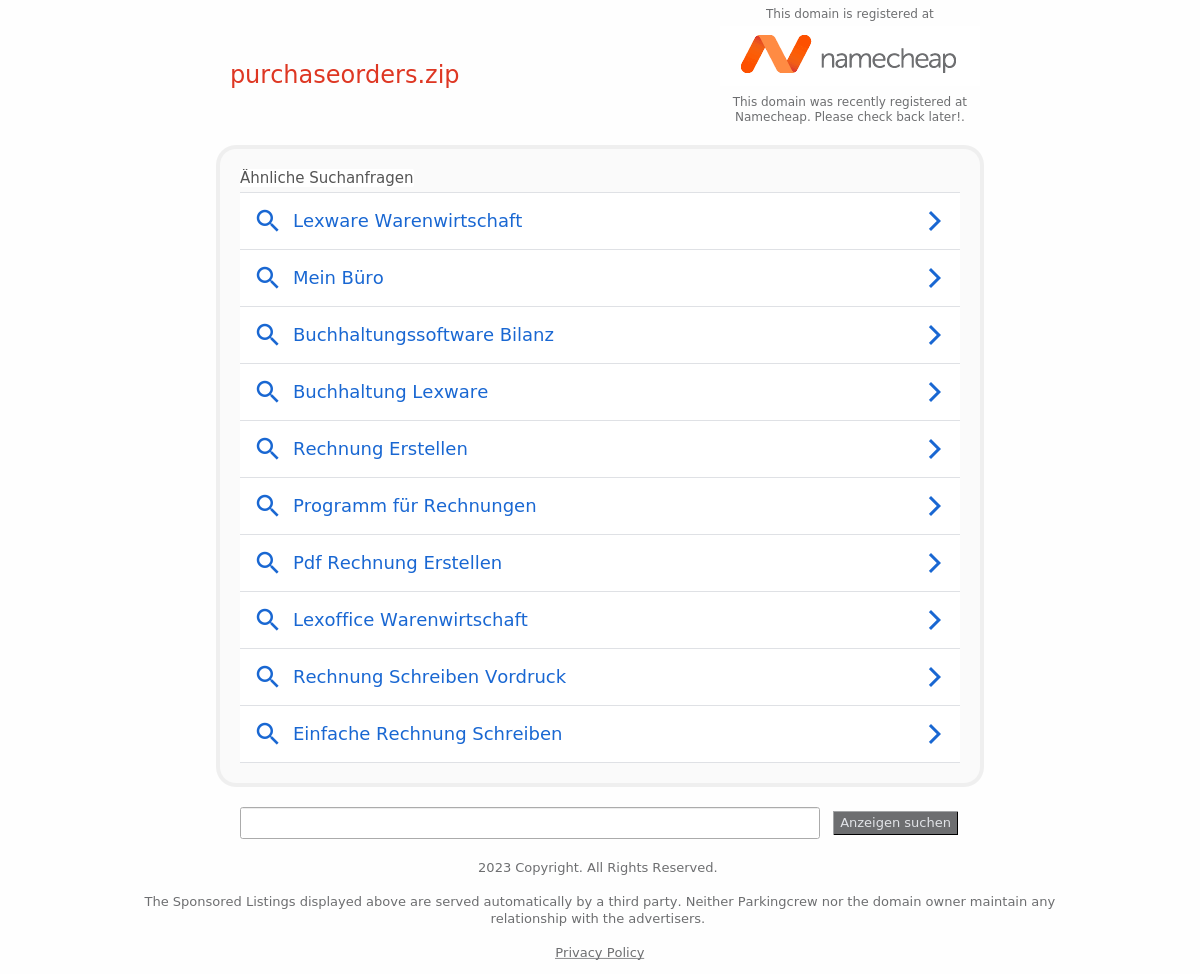 This domain is registered at
namecheap
purchaseorders.zip
This domain was recently registered at
Namecheap. Please check back later!.
Ähnliche Suchanfragen
Lexware Warenwirtschaft
Mein Büro
Buchhaltungssoftware Bilanz
Buchhaltung Lexware
Rechnung Erstellen
Programm für Rechnungen
Pdf Rechnung Erstellen
Lexoffice Warenwirtschaft
Rechnung Schreiben Vordruck
Einfache Rechnung Schreiben
Anzeigen suchen
2023 Copyright. All Rights Reserved.
The Sponsored Listings displayed above are served automatically by a third party. Neither Parkingcrew nor the domain owner maintain any
relationship with the advertisers.
Privacy Policy